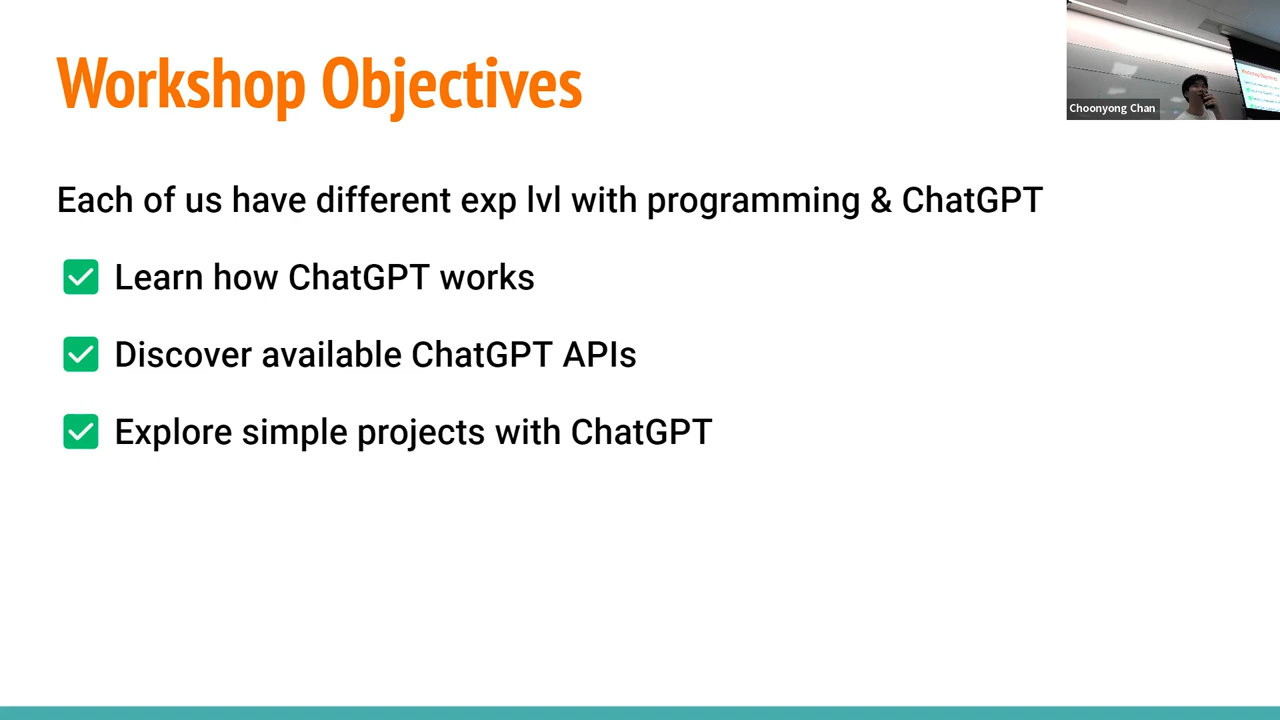 Workshop Objectives
Choonyong Chan
Each of us have different exp lvl with programming & ChatGPT
✅ Learn how ChatGPT works
✅ Discover available ChatGPT APIs
✅ Explore simple projects with ChatGPT